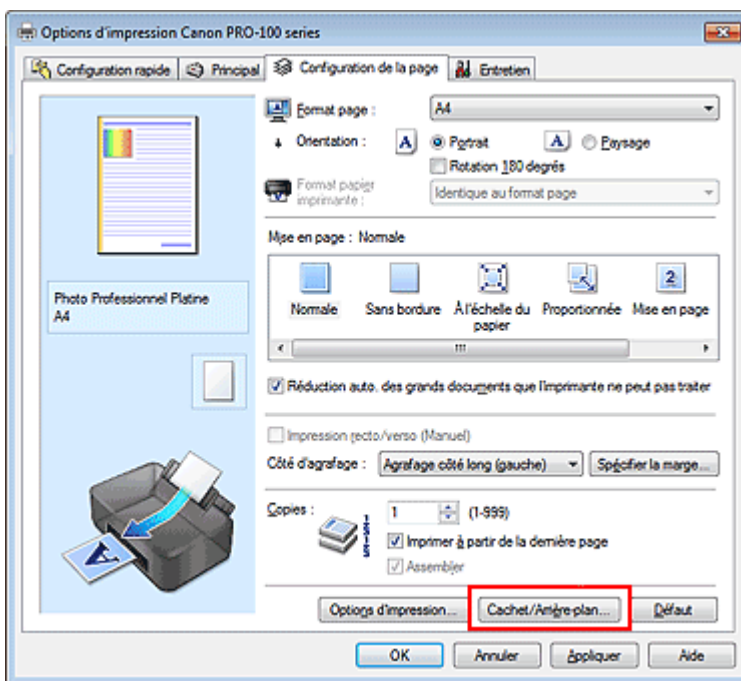 Options d'impression Canon PRO-100 series
Configuration rapide Principal Configuration de la page Entretien
Format page : A4
Orientation : A Portrait A Paysage
Rotation 180 degrés
Format papier imprimante : Identique au format page
Mise en page : Normale
Normale Sans bordure À l'échelle du papier Proportionnée Mise en page
Photo Professionnel Platine
A4
Réduction auto. des grands documents que l'imprimante ne peut pas traiter
Impression recto/verso (Manuel)
Côté d'agrafage : Agrafage côté long (gauche) Spécifier la marge...
Copies : 1 (1-999)
Imprimer à partir de la dernière page
Assembler
Options d'impression... Cachet/Arrière-plan... Défaut
OK Annuler Appliquer Aide